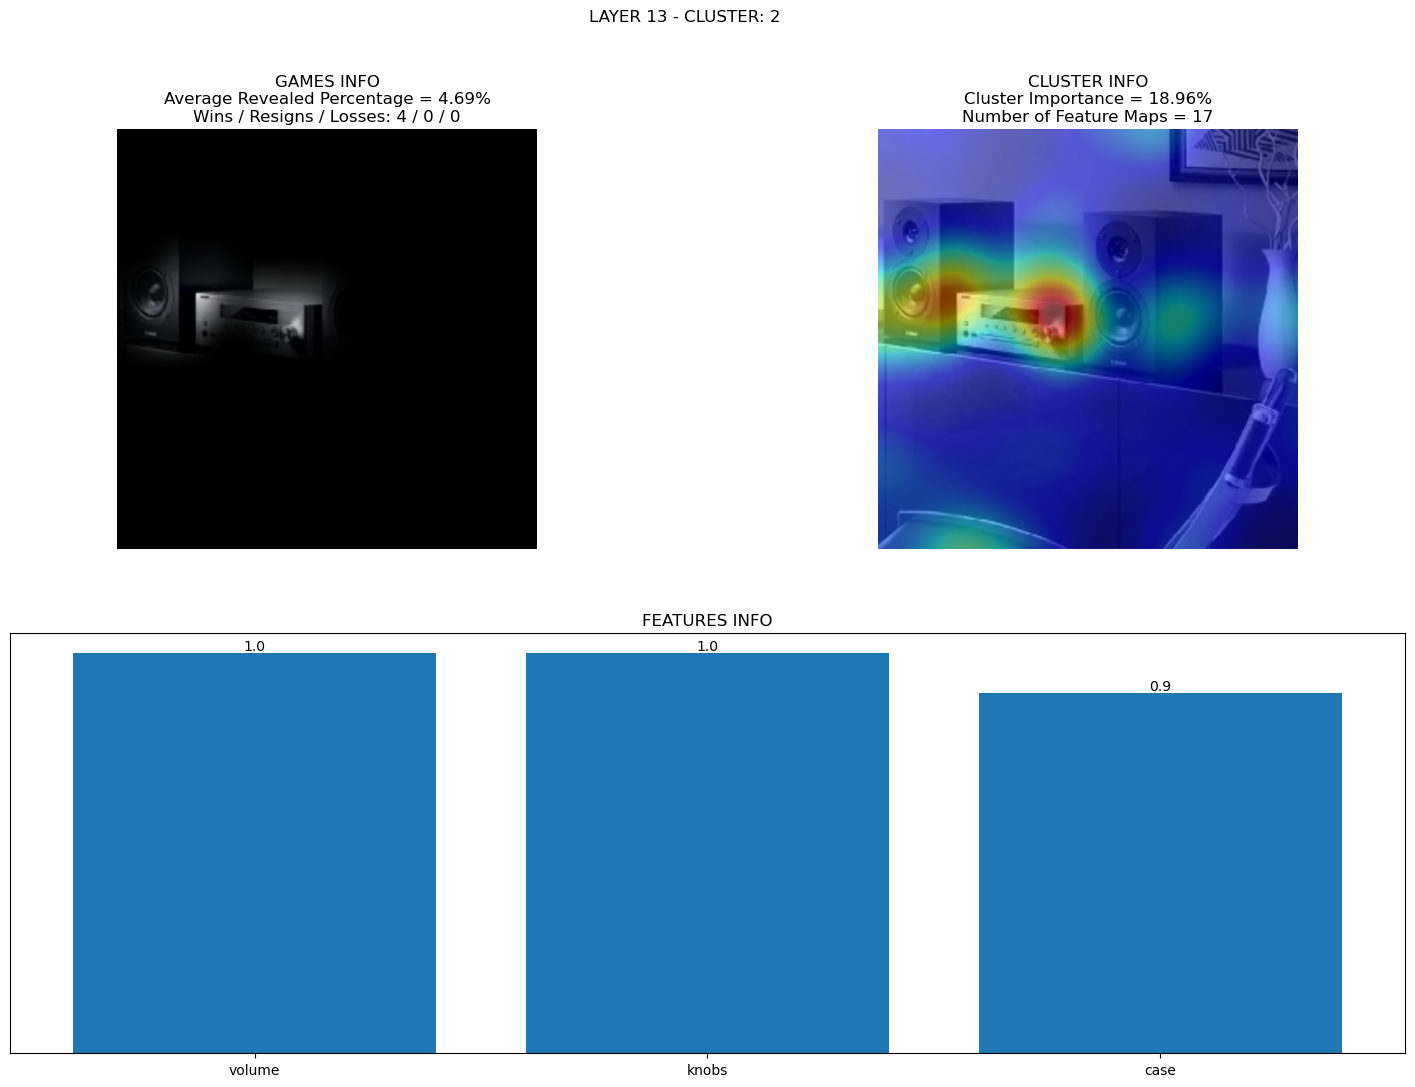 LAYER 13 - CLUSTER: 2
GAMES INFO
Average Revealed Percentage = 4.69%
Wins / Resigns / Losses: 4 / 0 / 0
CLUSTER INFO
Cluster Importance = 18.96%
Number of Feature Maps = 17
FEATURES INFO
1.0
1.0
0.9
volume
knobs
case